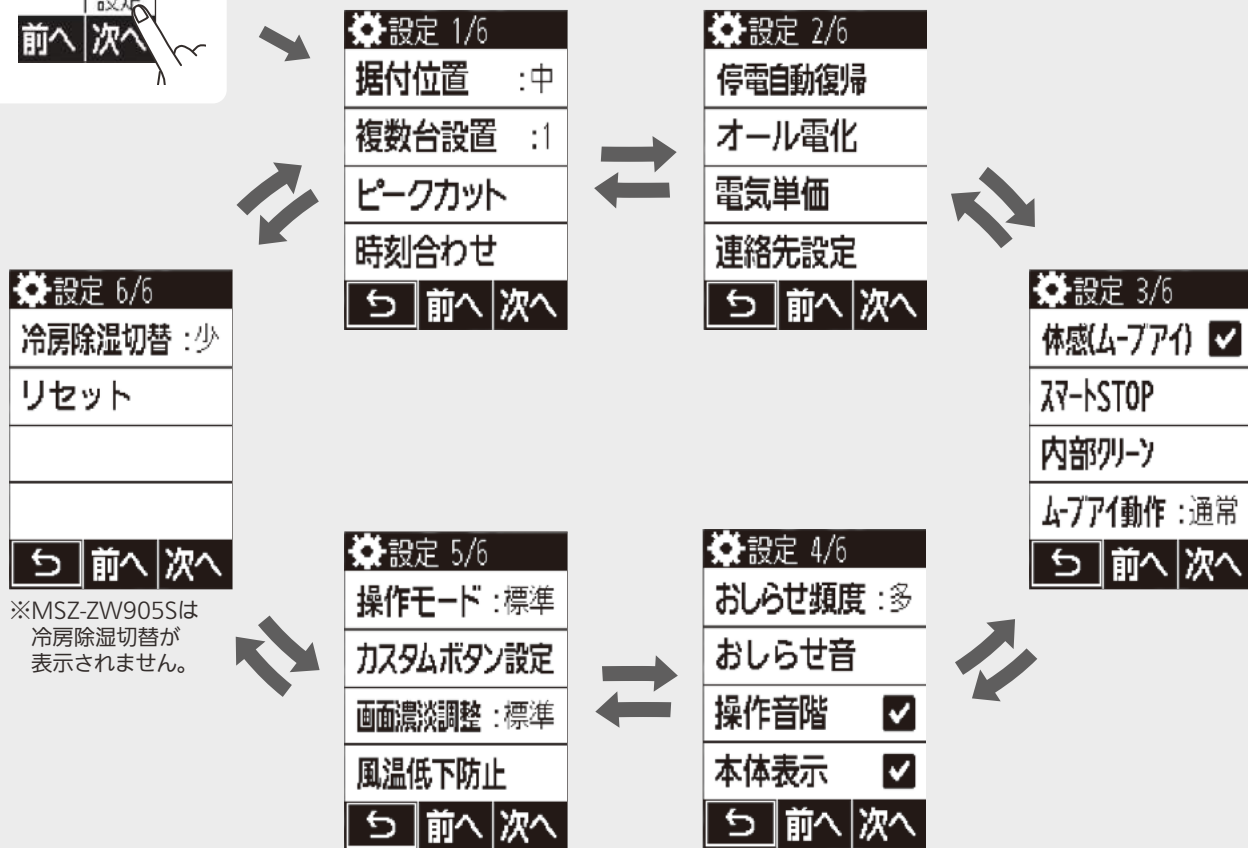 設定
前へ 次へ
設定 1/6
据付位置 :中
複数台設置 :1
ピークカット
時刻合わせ
前へ 次へ
設定 2/6
停電自動復帰
オール電化
電気単価
連絡先設定
前へ 次へ
設定 3/6
体感(ムーブアイ)
スマートSTOP
内部クリーン
ムーブアイ動作 :通常
前へ 次へ
設定 4/6
おしらせ頻度 :多
おしらせ音
操作音階
本体表示
前へ 次へ
設定 5/6
操作モード :標準
カスタムボタン設定
画面濃淡調整 :標準
風温低下防止
前へ 次へ
設定 6/6
冷房除湿切替 :少
リセット
前へ 次へ
※MSZ-ZW905Sは
冷房除湿切替が
表示されません。